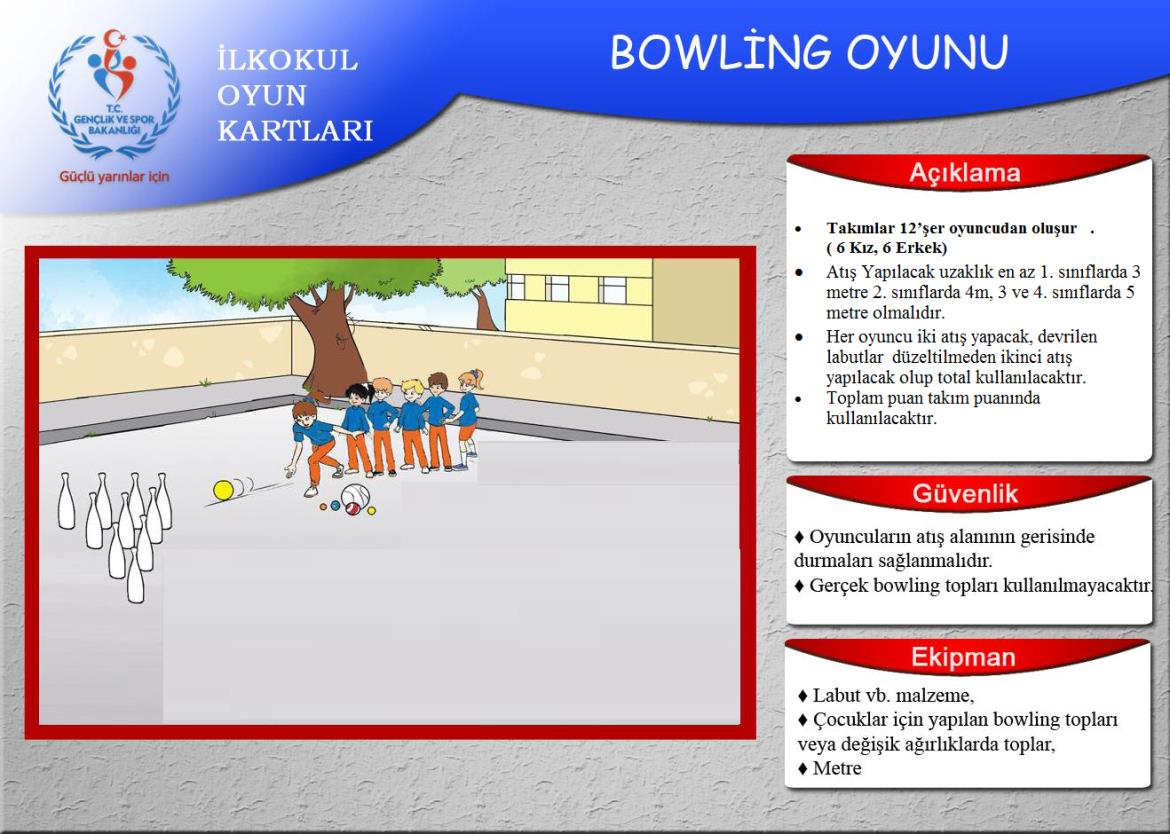 T.C.
GENÇLİK VE SPOR
BAKANLIĞI
Güçlü yarınlar için
İLKOKUL
OYUN
KARTLARI
BOWLİNG OYUNU
Açıklama
• Takımlar 12’şer oyuncudan oluşur .
( 6 Kız, 6 Erkek)
• Atış Yapılacak uzaklık en az 1. sınıflarda 3
metre 2. sınıflarda 4m, 3 ve 4. sınıflarda 5
metre olmalıdır.
• Her oyuncu iki atış yapacak, devrilen
labutlar düzeltilmeden ikinci atış
yapılacak olup total kullanılacaktır.
• Toplam puan takım puanında
kullanılacaktır.
Güvenlik
♦ Oyuncuların atış alanının gerisinde
durmaları sağlanmalıdır.
♦ Gerçek bowling topları kullanılmayacaktır.
Ekipman
♦ Labut vb. malzeme,
♦ Çocuklar için yapılan bowling topları
veya değişik ağırlıklarda toplar,
♦ Metre